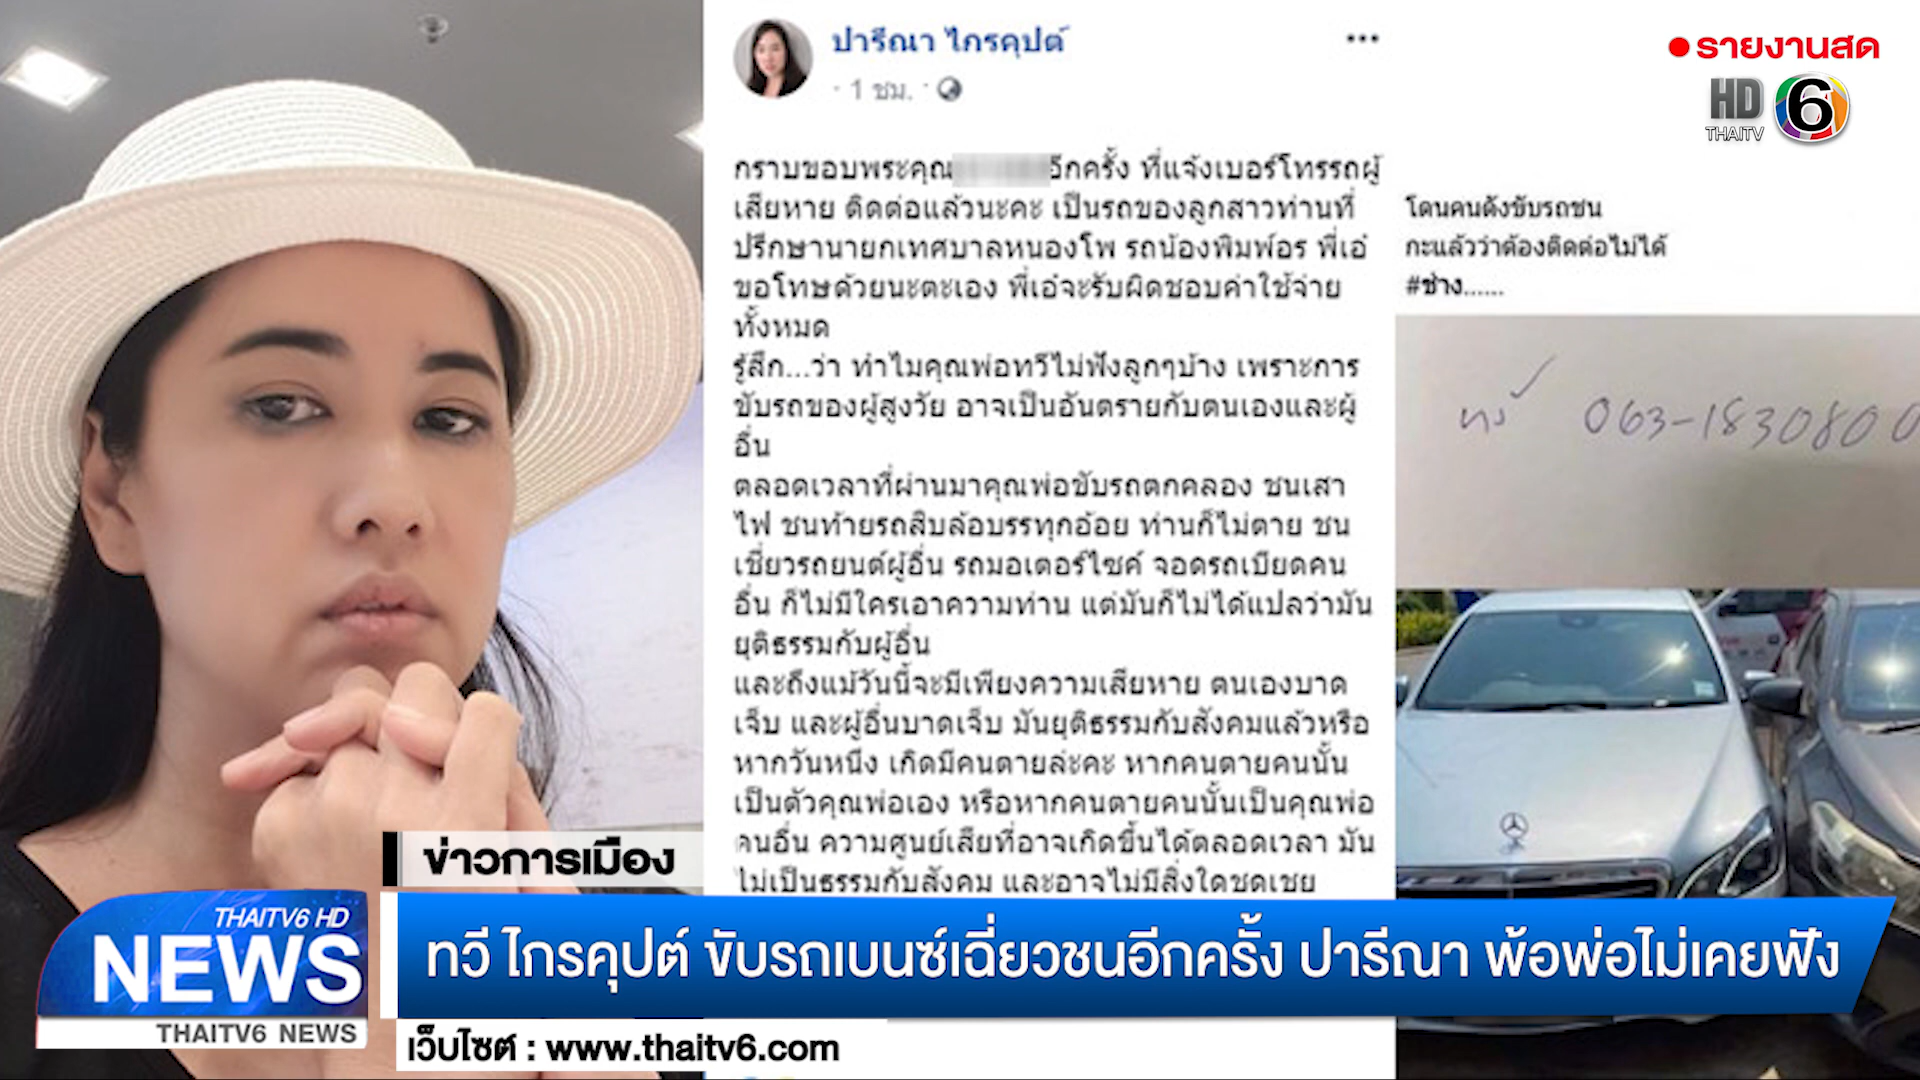 ปารีณา ไกรคุปต์
1 ชม.
กราบขอบพระคุณ อีกครั้ง ที่แจ้งเบอร์โทรรถผู้
เสียหาย ติดต่อแล้วนะคะ เป็นรถของลูกสาวท่านที่
ปรึกษานายกเทศบาลหนองโพ รถน้องพิมพ์อร พี่เอ๋
ขอโทษด้วยนะตะเอง พี่เอ๋จะรับผิดชอบค่าใช้จ่าย
ทั้งหมด
รู้สึก...ว่า ทำไมคุณพ่อทวีไม่ฟังลูกๆบ้าง เพราะการ
ขับรถของผู้สูงวัย อาจเป็นอันตรายกับตนเองและผู้
อื่น
ตลอดเวลาที่ผ่านมาคุณพ่อขับรถตกคลอง ชนเสา
ไฟ ชนท้ายรถสิบล้อบรรทุกอ้อย ท่านก็ไม่ตาย ชน
เชี่ยวรถยนต์ผู้อื่น รถมอเตอร์ไซค์ จอดรถเบียดคน
อื่น ก็ไม่มีใครเอาความท่าน แต่มันก็ไม่ได้แปลว่ามัน
ยุติธรรมกับผู้อื่น
และถึงแม้วันนี้จะมีเพียงความเสียหาย ตนเองบาด
เจ็บ และผู้อื่นบาดเจ็บ มันยุติธรรมกับสังคมแล้วหรือ
หากวันหนึ่ง เกิดมีคนตายล่ะคะ หากคนตายคนนั้น
เป็นตัวคุณพ่อเอง หรือหากคนตายคนนั้นเป็นคุณพ่อ
คนอื่น ความศูนย์เสียที่อาจเกิดขึ้นได้ตลอดเวลา มัน
ไม่เป็นธรรมกับสังคม และอาจไม่มีสิ่งใดชดเชย
รายงานสด
HD
THAITV
6
โดนคนดังขับรถชน
กะแล้วว่าต้องติดต่อไม่ได้
#ช้าง......
063-1830800
ข่าวการเมือง
THAITV6 HD
NEWS
THAITV6 NEWS
ทวี ไกรคุปต์ ขับรถเบนซ์เฉี่ยวชนอีกครั้ง ปารีณา พ้อพ่อไม่เคยฟัง
เว็บไซต์ : www.thaitv6.com